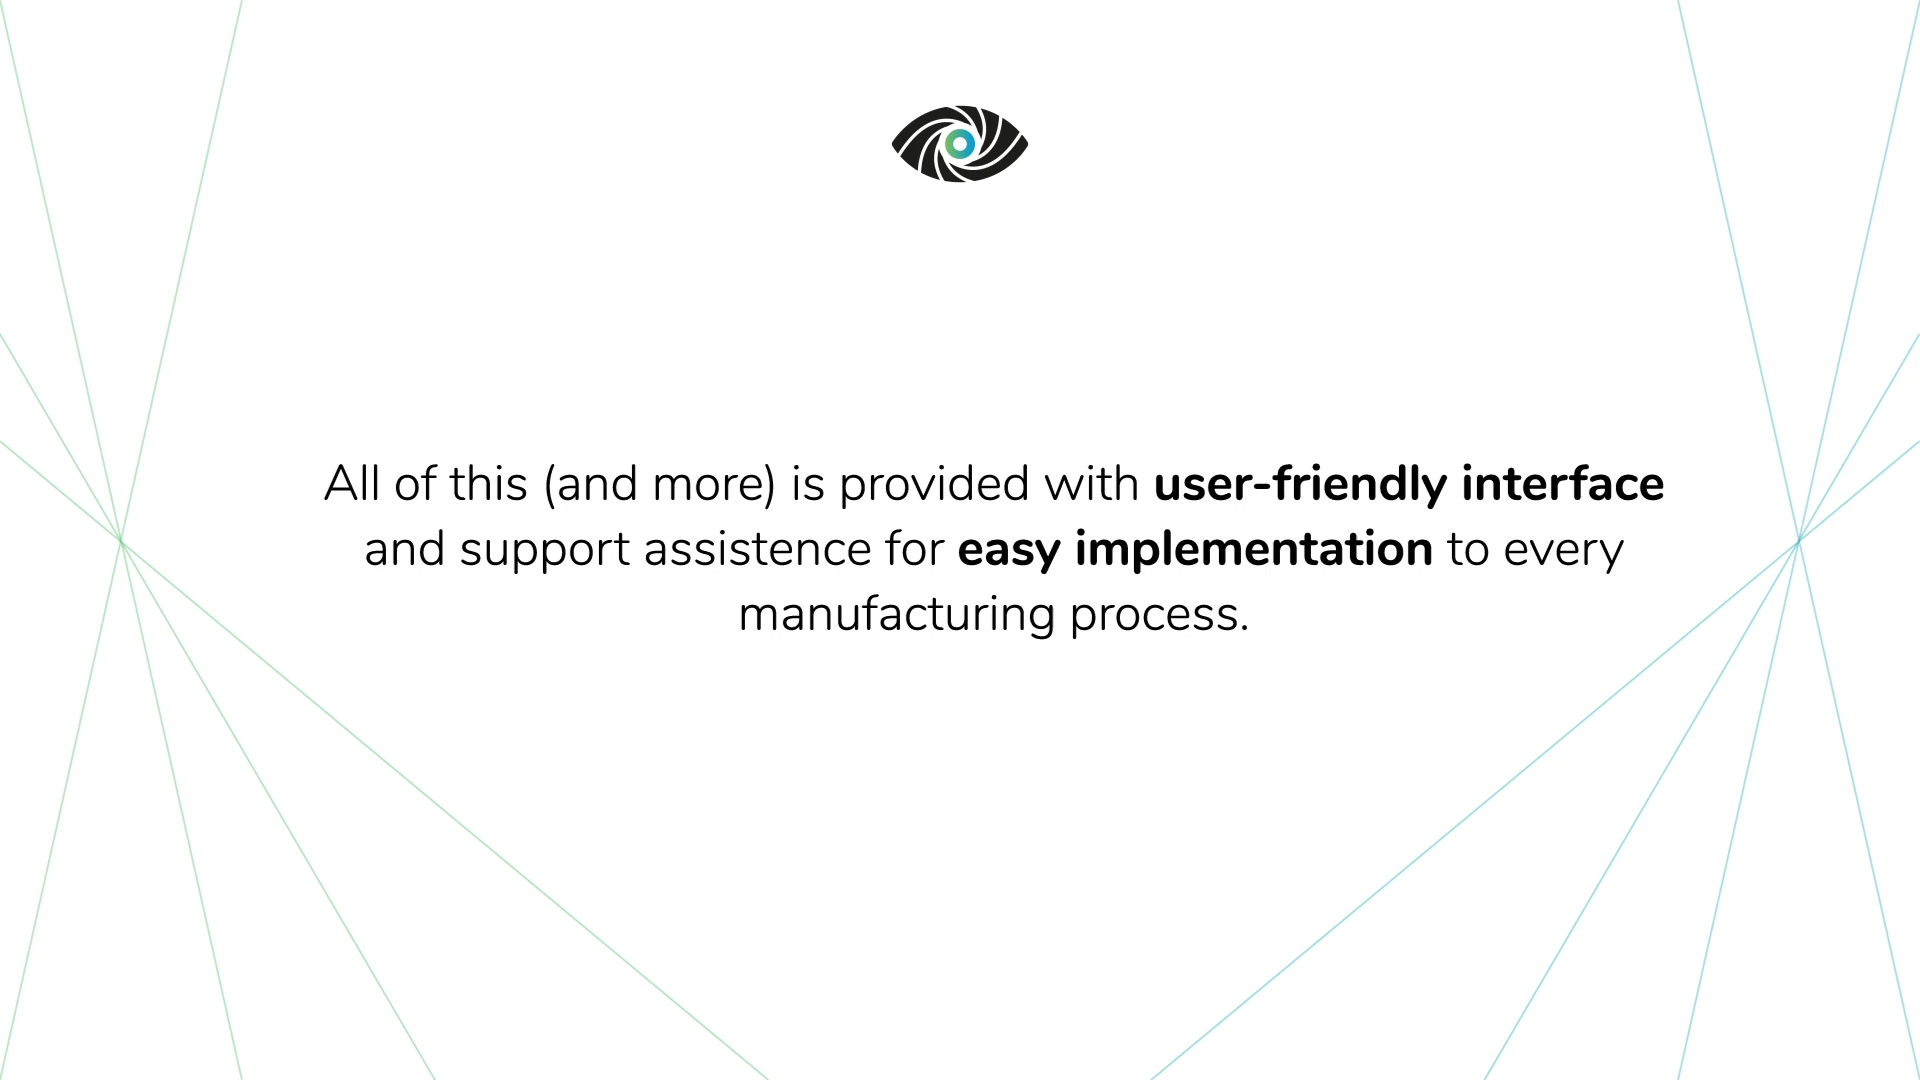 All of this (and more) is provided with user-friendly interface
and support assistence for easy implementation to every
manufacturing process.